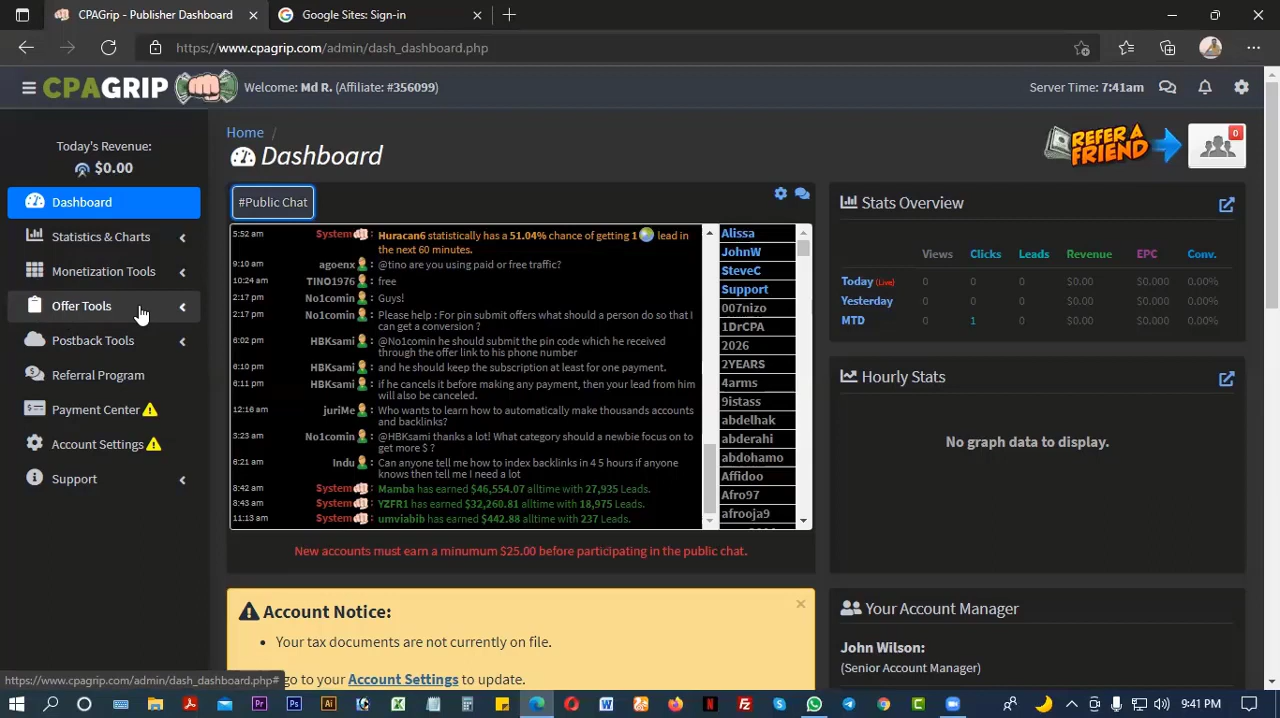 CPAGrip - Publisher Dashboard
Google Sites: Sign-in
https://www.cpagrip.com/admin/dash_dashboard.php
CPAGRIP
Welcome: Md R. (Affiliate: #356099)
Server Time: 7:41am
Today's Revenue:
$0.00
Dashboard
Statistics & Charts
Monetization Tools
Offer Tools
Postback Tools
Referral Program
Payment Center
Account Settings
Support
Home /
Dashboard
REFER A FRIEND
0
#Public Chat
5:52 am System: Huracan6 statistically has a 51.04% chance of getting 1 lead in
the next 60 minutes.
9:10 am agoenx: @tino are you using paid or free traffic?
10:24 am TINO1976: free
2:17 pm No1comin: Guys!
2:17 pm No1comin: Please help : For pin submit offers what should a person do so that I
can get a conversion ?
6:02 pm HBKsami: @No1comin he should submit the pin code which he received
through the offer link to his phone number
6:10 pm HBKsami: and he should keep the subscription at least for one payment.
6:11 pm HBKsami: if he cancels it before making any payment, then your lead from him
will also be canceled.
12:16 am juriMe: Who wants to learn how to automatically make thousands accounts
and backlinks?
3:23 am No1comin: @HBKsami thanks a lot! What category should a newbie focus on to
get more $ ?
6:21 am Indu: Can anyone tell me how to index backlinks in 4 5 hours if anyone
knows then tell me I need a lot
8:42 am System: Mamba has earned $46,554.07 alltime with 27,935 Leads.
8:43 am System: YZFR1 has earned $32,260.81 alltime with 18,975 Leads.
11:13 am System: umviabib has earned $442.88 alltime with 237 Leads.
Alissa
JohnW
SteveC
Support
007nizo
1DrCPA
2026
2YEARS
4arms
9istass
abdelhak
abderahi
abdohamo
Affidoo
Afro97
afrooja9
New accounts must earn a minumum $25.00 before participating in the public chat.
Account Notice:
×
Your tax documents are not currently on file.
go to your Account Settings to update.
Stats Overview
Views Clicks Leads Revenue EPC Conv.
Today (Live) 0 0 0 $0.00 $0.000 0.00%
Yesterday 0 0 0 $0.00 $0.000 0.00%
MTD 0 1 0 $0.00 $0.000 0.00%
Hourly Stats
No graph data to display.
Your Account Manager
John Wilson:
(Senior Account Manager)
https://www.cpagrip.com/admin/dash_dashboard.php#
9:41 PM